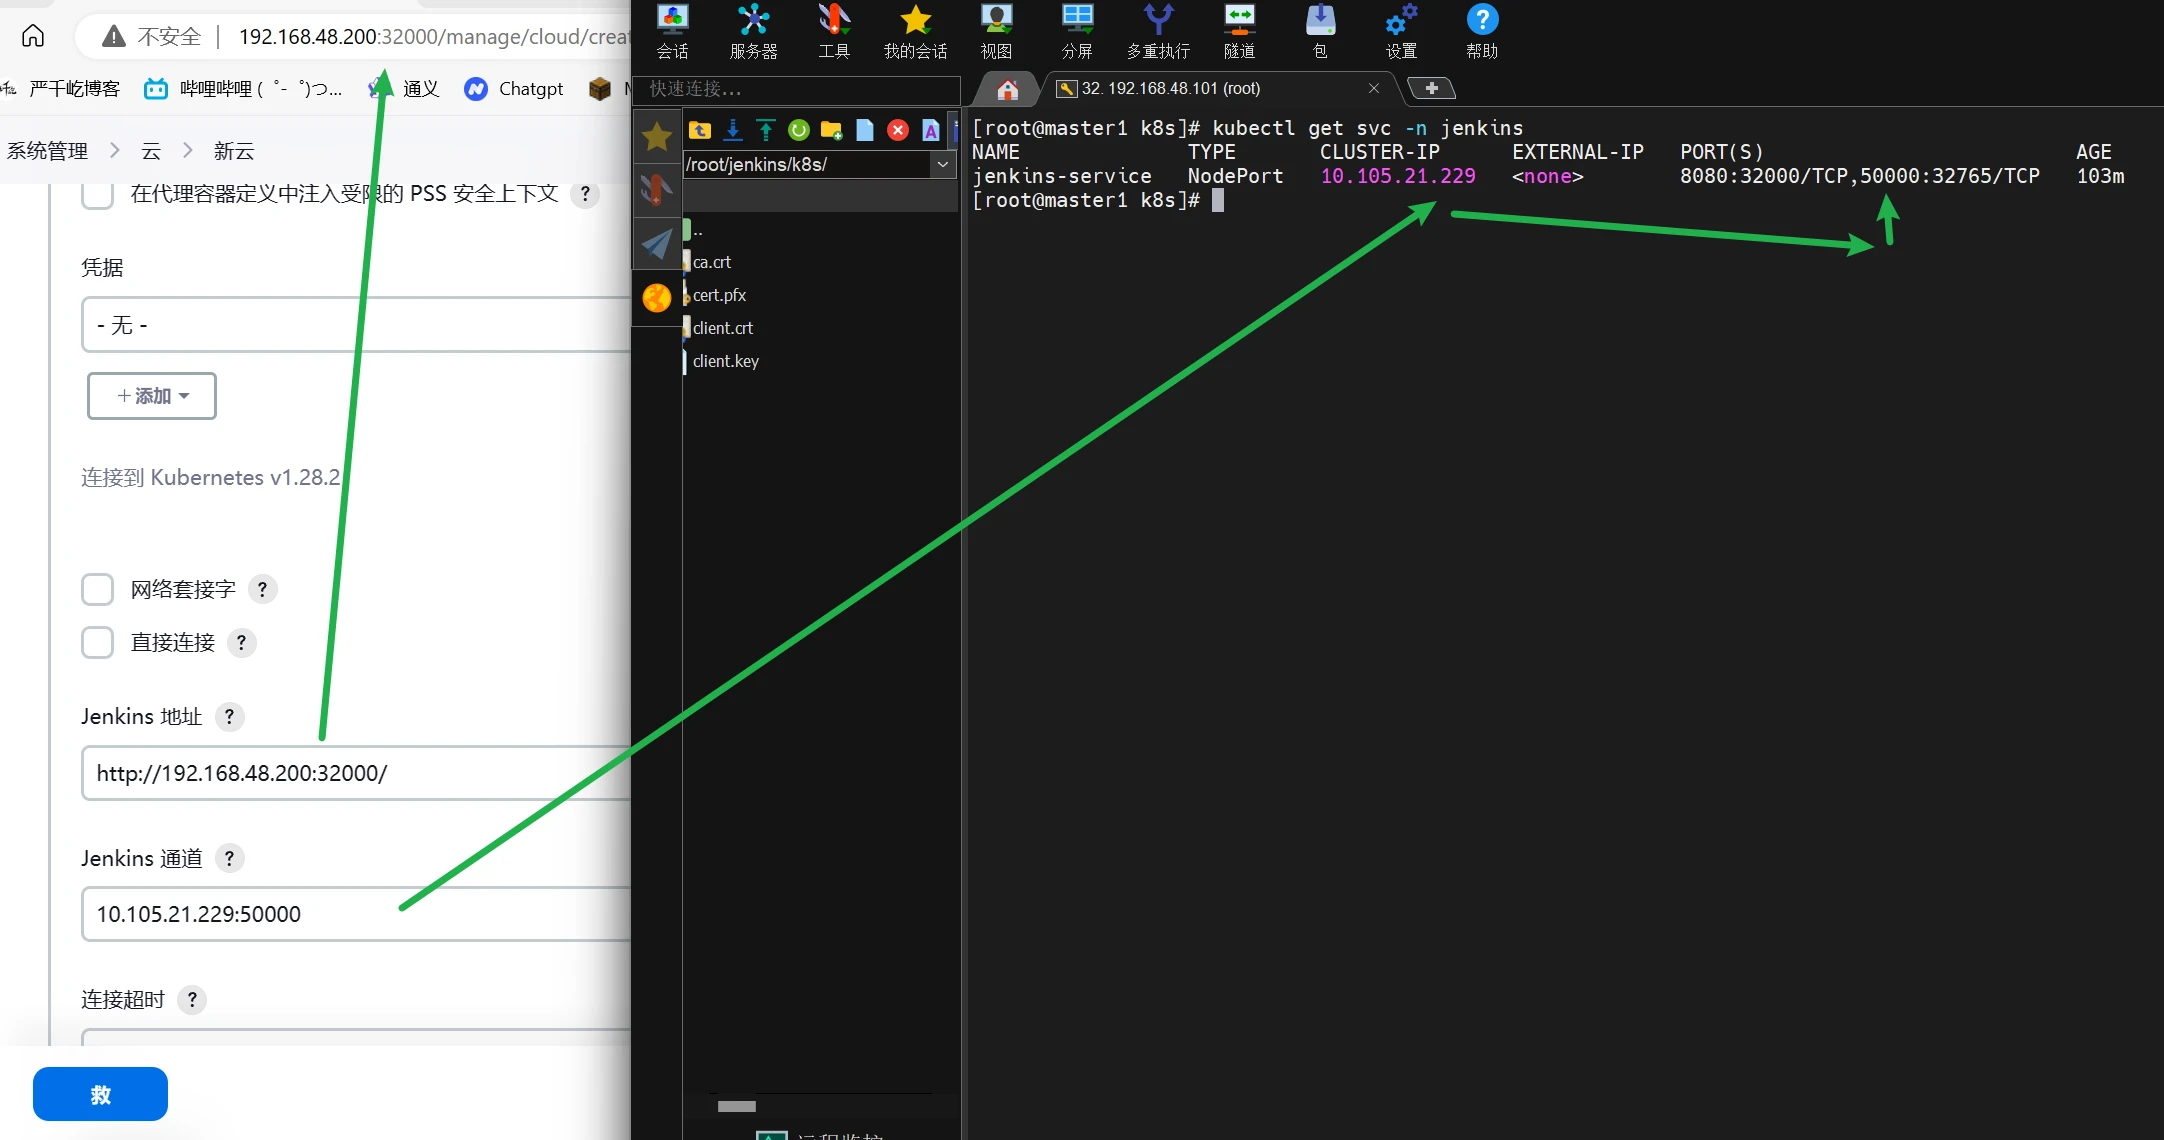 不安全 192.168.48.200:32000/manage/cloud/creat
严千屹博客 哔哩哔哩 ( ゜- ゜)つ... 通义 Chatgpt
系统管理 云 新云
在代理容器定义中注入受限的 PSS 安全上下文 ?
凭据
- 无 -
+ 添加
连接到 Kubernetes v1.28.2
网络套接字 ?
直接连接 ?
Jenkins 地址 ?
http://192.168.48.200:32000/
Jenkins 通道 ?
10.105.21.229:50000
连接超时 ?
救
会话 服务器 工具 我的会话 视图 分屏 多重执行 隧道 包 设置 帮助
快速连接...
32. 192.168.48.101 (root)
/root/jenkins/k8s/
..
ca.crt
cert.pfx
client.crt
client.key
远程监控
[root@master1 k8s]# kubectl get svc -n jenkins
NAME TYPE CLUSTER-IP EXTERNAL-IP PORT(S) AGE
jenkins-service NodePort 10.105.21.229 <none> 8080:32000/TCP,50000:32765/TCP 103m
[root@master1 k8s]#